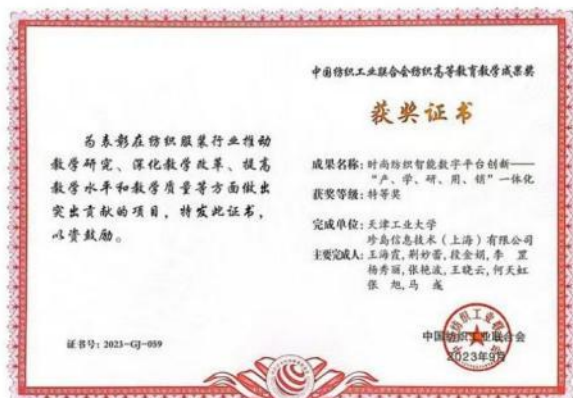 为表彰在纺织服装行业推动
教学研究、深化教学改革、提高
教学水平和教学质量等方面做出
突出贡献的项目，特发此证书，
以资鼓励。
证书号：2023-GJ-059
中国纺织工业联合会纺织高等教育教学成果奖
获奖证书
成果名称：时尚纺织智能数字平台创新——
“产、学、研、用、销”一体化
获奖等级：特等奖
完成单位：天津工业大学
珍岛信息技术（上海）有限公司
主要完成人：王海霞，荆妙蕾，段金娟，李
杨秀丽，张艳波，王晓云，何天虹
张 旭，马 彧
中国纺织工业联合会
2023年9月